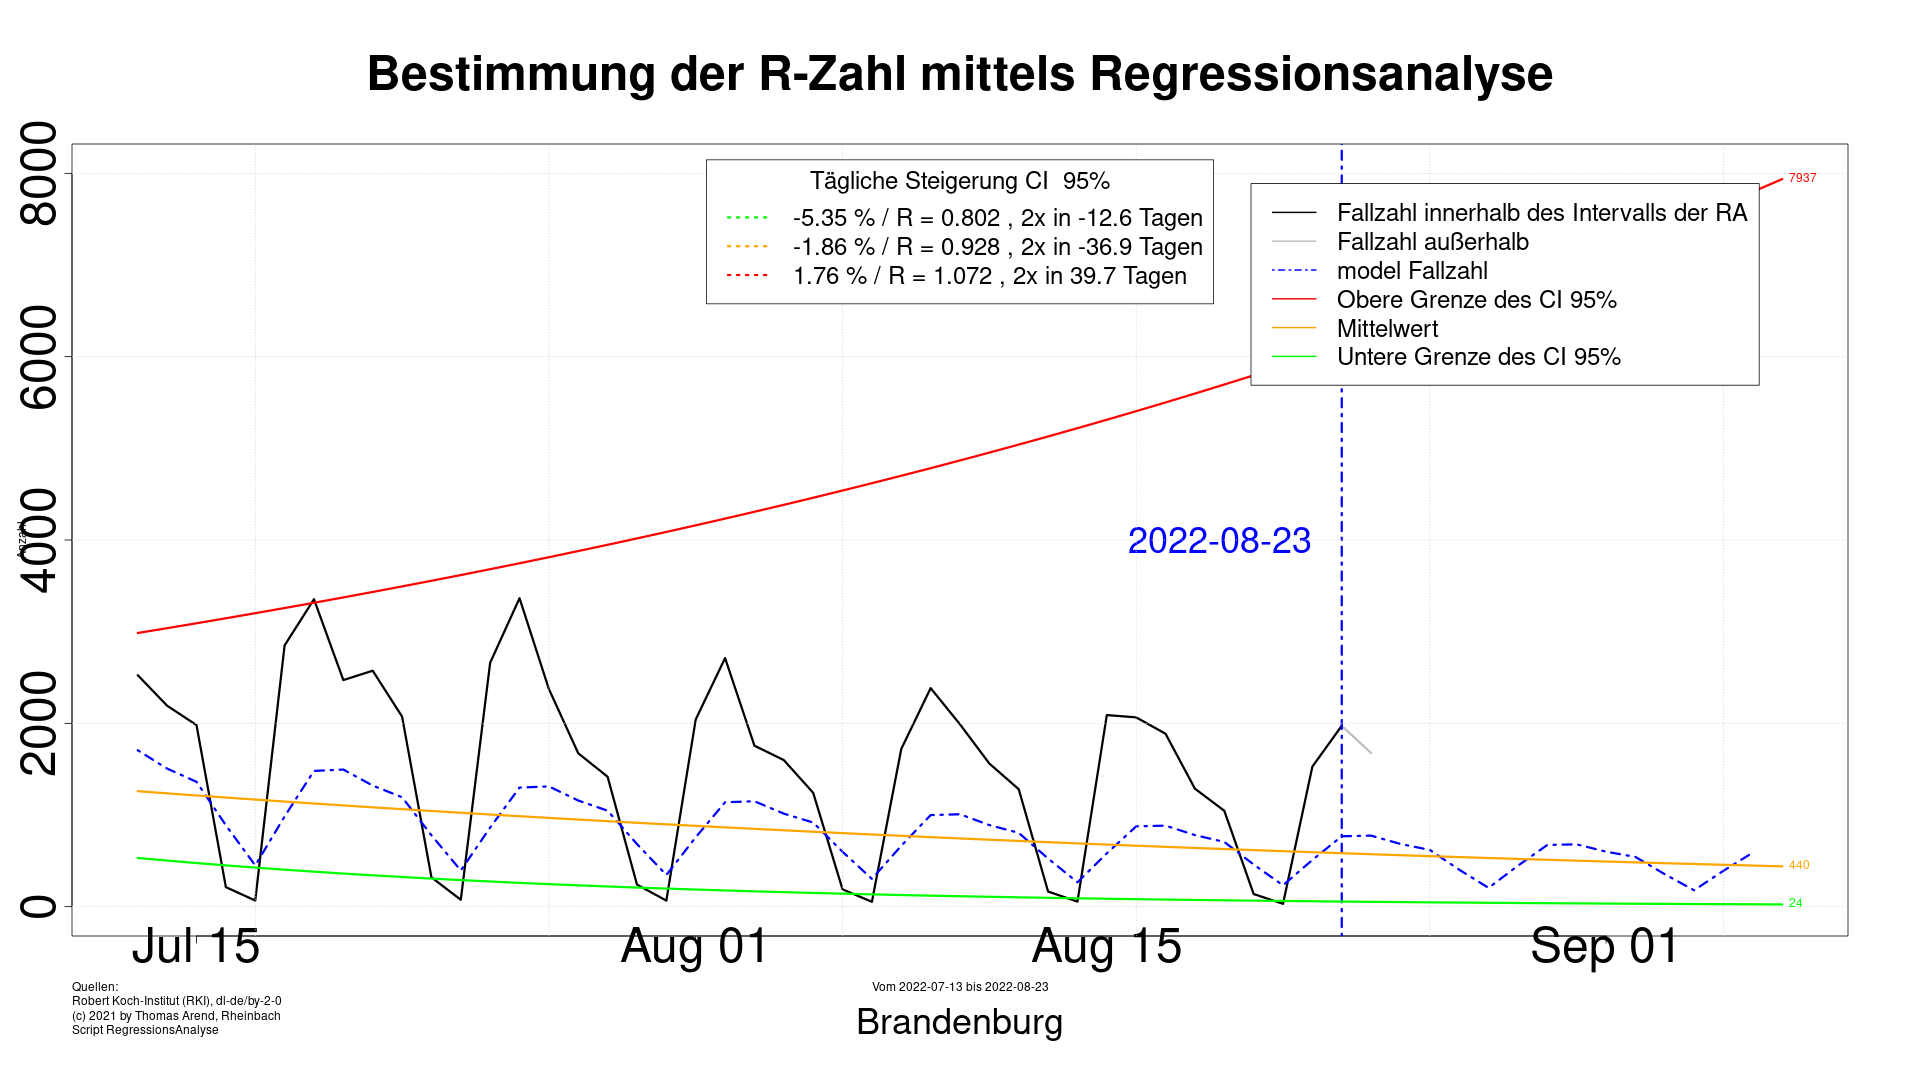 Bestimmung der R-Zahl mittels Regressionsanalyse
8000
6000
4000
2000
0
Anzahl
Tägliche Steigerung CI  95%
-5.35 % / R = 0.802 , 2x in -12.6 Tagen
-1.86 % / R = 0.928 , 2x in -36.9 Tagen
1.76 % / R = 1.072 , 2x in 39.7 Tagen
7937
Fallzahl innerhalb des Intervalls der RA
Fallzahl außerhalb
model Fallzahl
Obere Grenze des CI 95%
Mittelwert
Untere Grenze des CI 95%
2022-08-23
440
24
Jul 15
Aug 01
Aug 15
Sep 01
Quellen:
Robert Koch-Institut (RKI), dl-de/by-2-0
(c) 2021 by Thomas Arend, Rheinbach
Script RegressionsAnalyse
Vom 2022-07-13 bis 2022-08-23
Brandenburg